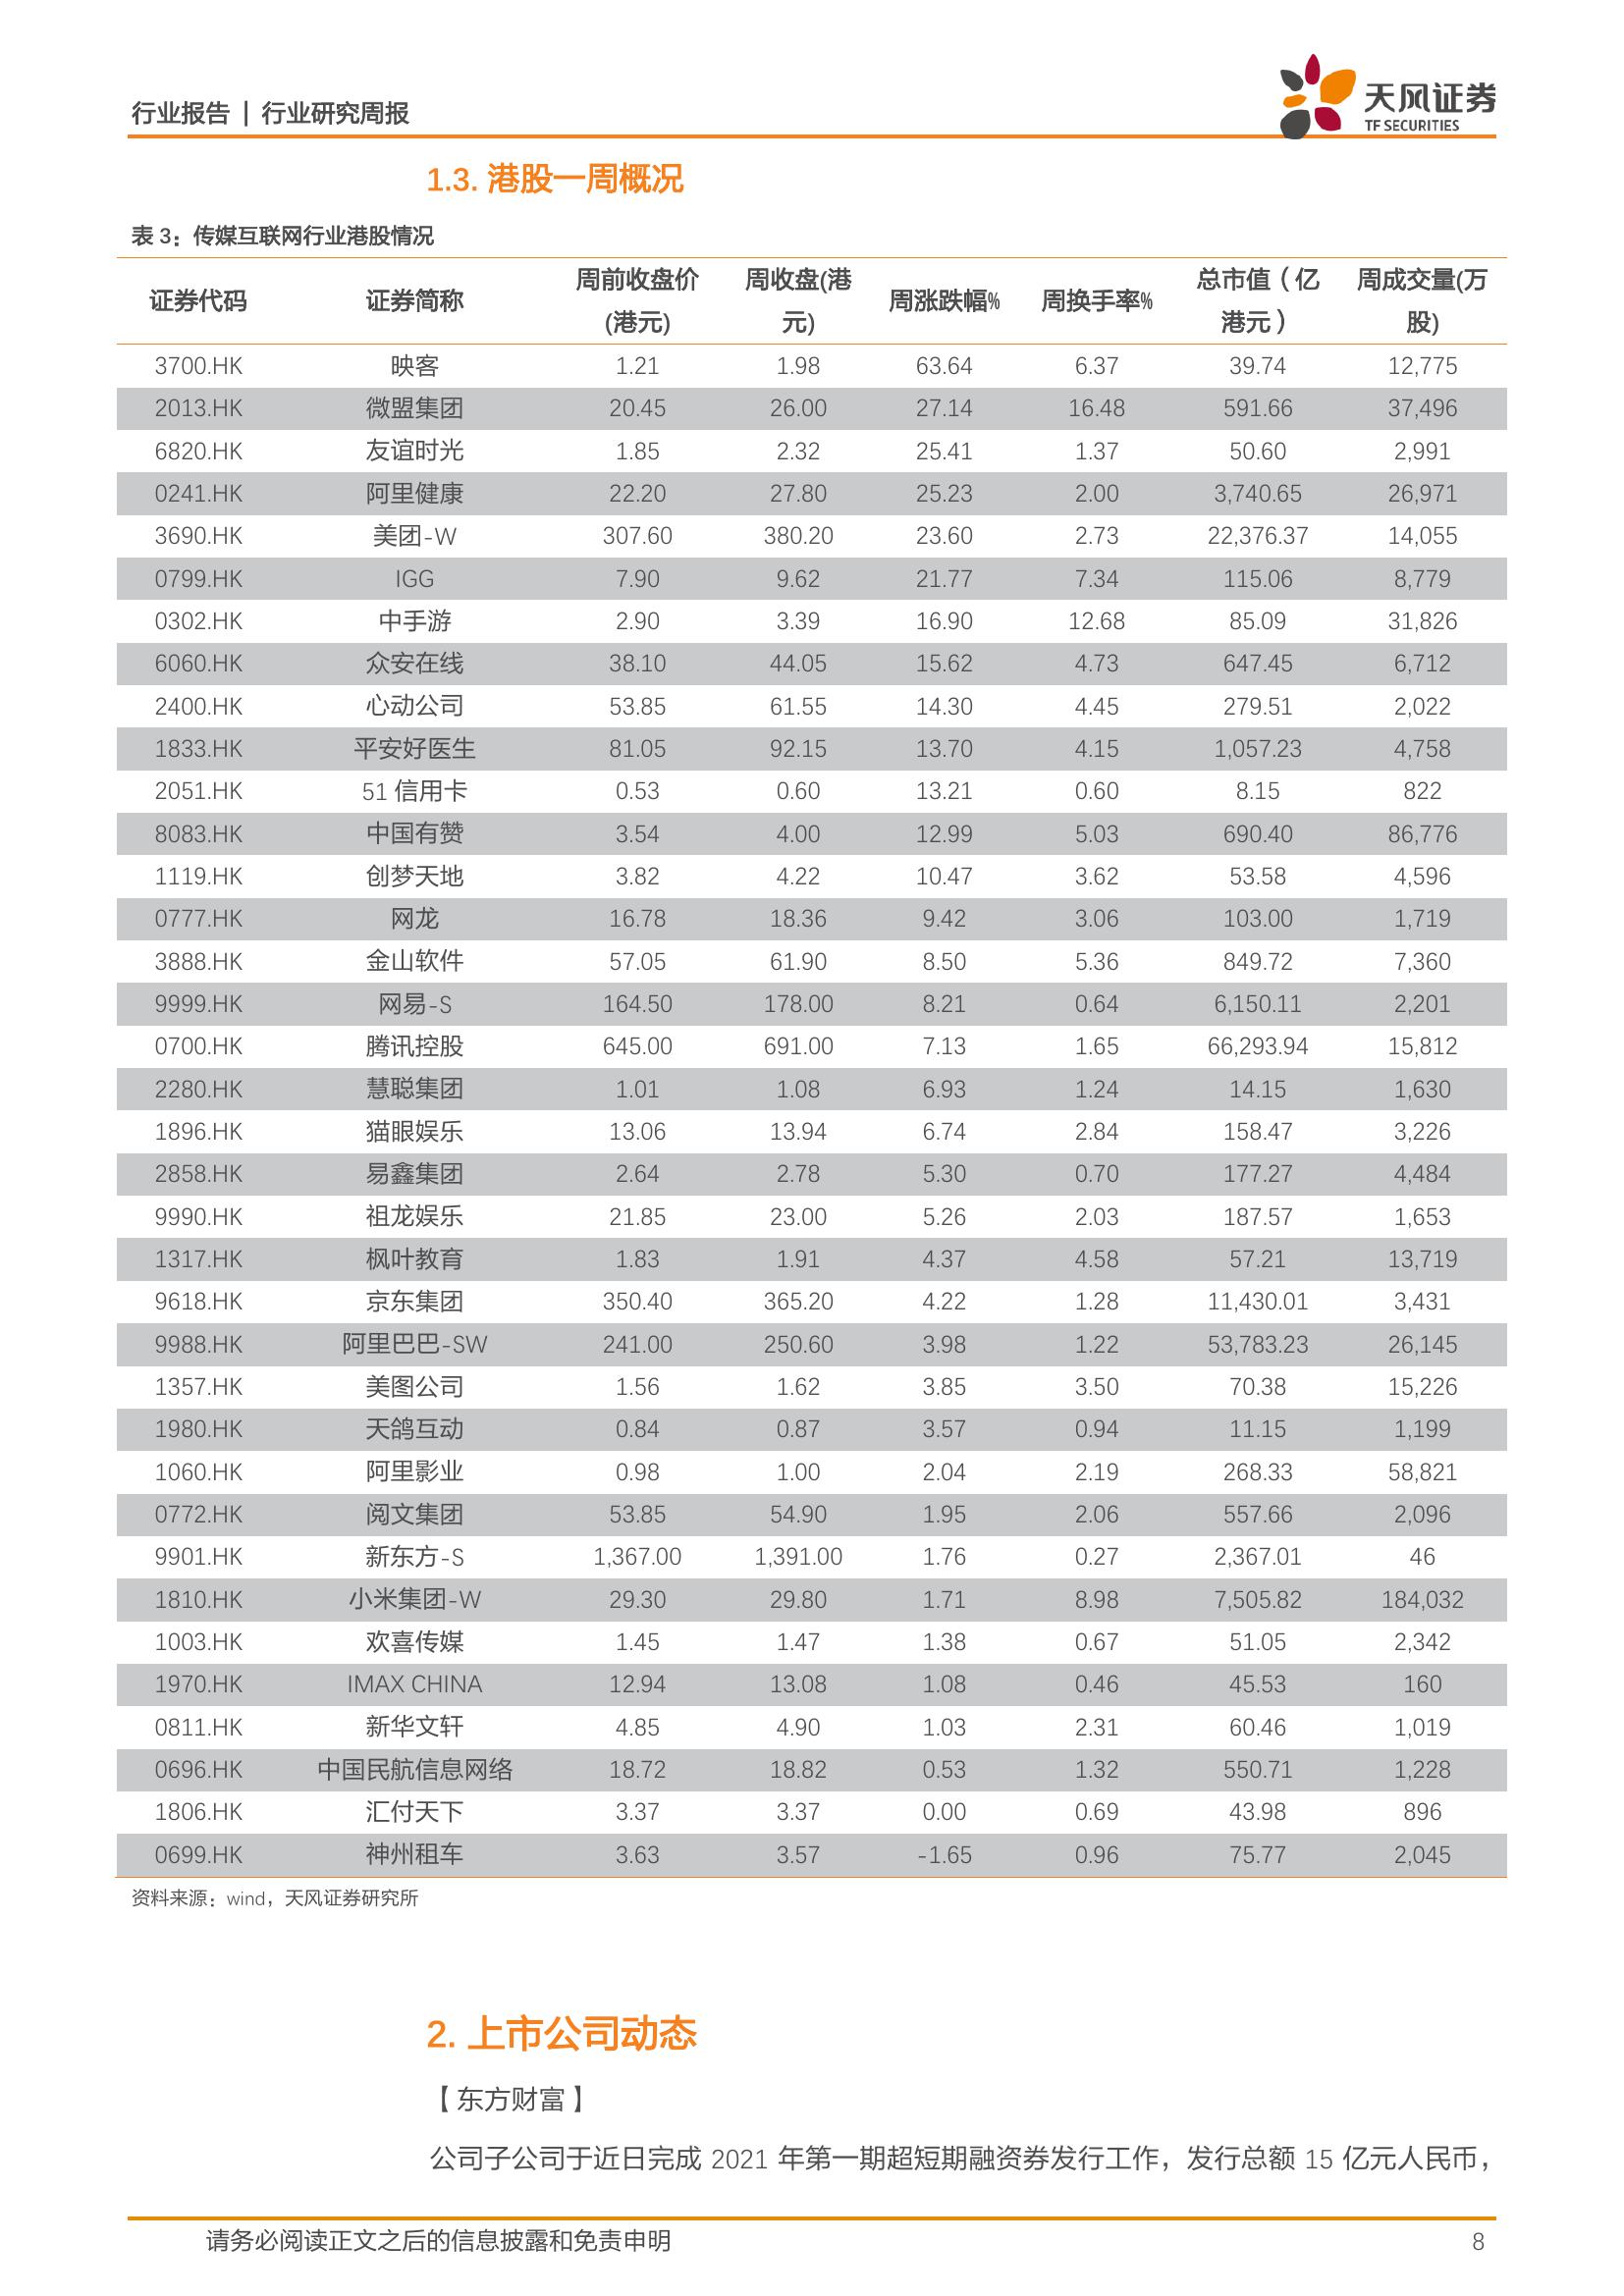 行业报告 | 行业研究周报
天风证券
TF SECURITIES
1.3. 港股一周概况
表 3：传媒互联网行业港股情况
证券代码 证券简称 周前收盘价(港元) 周收盘(港元) 周涨跌幅% 周换手率% 总市值（亿港元） 周成交量(万股)
3700.HK 映客 1.21 1.98 63.64 6.37 39.74 12,775
2013.HK 微盟集团 20.45 26.00 27.14 16.48 591.66 37,496
6820.HK 友谊时光 1.85 2.32 25.41 1.37 50.60 2,991
0241.HK 阿里健康 22.20 27.80 25.23 2.00 3,740.65 26,971
3690.HK 美团-W 307.60 380.20 23.60 2.73 22,376.37 14,055
0799.HK IGG 7.90 9.62 21.77 7.34 115.06 8,779
0302.HK 中手游 2.90 3.39 16.90 12.68 85.09 31,826
6060.HK 众安在线 38.10 44.05 15.62 4.73 647.45 6,712
2400.HK 心动公司 53.85 61.55 14.30 4.45 279.51 2,022
1833.HK 平安好医生 81.05 92.15 13.70 4.15 1,057.23 4,758
2051.HK 51 信用卡 0.53 0.60 13.21 0.60 8.15 822
8083.HK 中国有赞 3.54 4.00 12.99 5.03 690.40 86,776
1119.HK 创梦天地 3.82 4.22 10.47 3.62 53.58 4,596
0777.HK 网龙 16.78 18.36 9.42 3.06 103.00 1,719
3888.HK 金山软件 57.05 61.90 8.50 5.36 849.72 7,360
9999.HK 网易-S 164.50 178.00 8.21 0.64 6,150.11 2,201
0700.HK 腾讯控股 645.00 691.00 7.13 1.65 66,293.94 15,812
2280.HK 慧聪集团 1.01 1.08 6.93 1.24 14.15 1,630
1896.HK 猫眼娱乐 13.06 13.94 6.74 2.84 158.47 3,226
2858.HK 易鑫集团 2.64 2.78 5.30 0.70 177.27 4,484
9990.HK 祖龙娱乐 21.85 23.00 5.26 2.03 187.57 1,653
1317.HK 枫叶教育 1.83 1.91 4.37 4.58 57.21 13,719
9618.HK 京东集团 350.40 365.20 4.22 1.28 11,430.01 3,431
9988.HK 阿里巴巴-SW 241.00 250.60 3.98 1.22 53,783.23 26,145
1357.HK 美图公司 1.56 1.62 3.85 3.50 70.38 15,226
1980.HK 天鸽互动 0.84 0.87 3.57 0.94 11.15 1,199
1060.HK 阿里影业 0.98 1.00 2.04 2.19 268.33 58,821
0772.HK 阅文集团 53.85 54.90 1.95 2.06 557.66 2,096
9901.HK 新东方-S 1,367.00 1,391.00 1.76 0.27 2,367.01 46
1810.HK 小米集团-W 29.30 29.80 1.71 8.98 7,505.82 184,032
1003.HK 欢喜传媒 1.45 1.47 1.38 0.67 51.05 2,342
1970.HK IMAX CHINA 12.94 13.08 1.08 0.46 45.53 160
0811.HK 新华文轩 4.85 4.90 1.03 2.31 60.46 1,019
0696.HK 中国民航信息网络 18.72 18.82 0.53 1.32 550.71 1,228
1806.HK 汇付天下 3.37 3.37 0.00 0.69 43.98 896
0699.HK 神州租车 3.63 3.57 -1.65 0.96 75.77 2,045
资料来源：wind，天风证券研究所
2. 上市公司动态
【东方财富】
公司子公司于近日完成 2021 年第一期超短期融资券发行工作，发行总额 15 亿元人民币，
请务必阅读正文之后的信息披露和免责申明 8